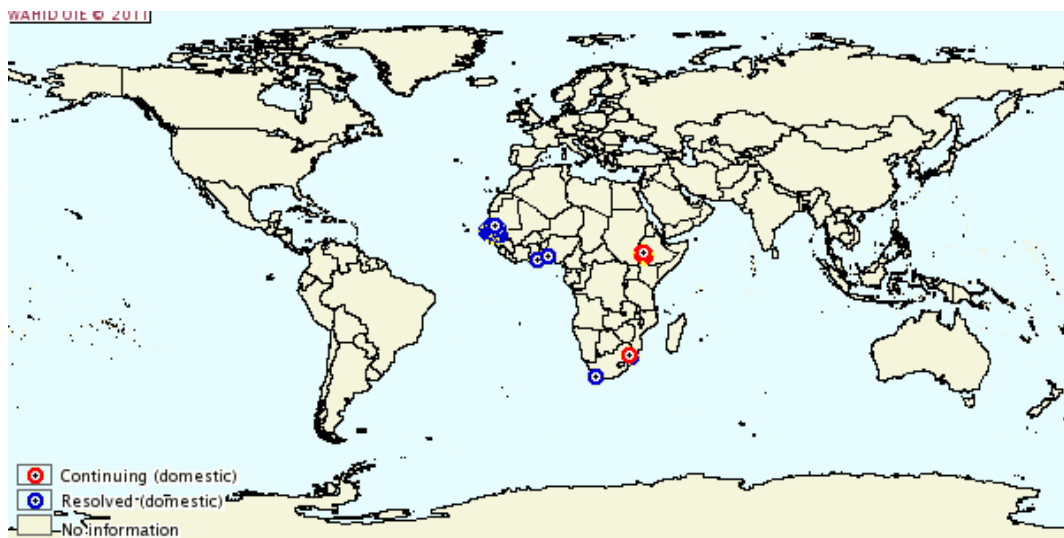 WAHID OIE © 2011
Continuing (domestic)
Resolved (domestic)
No information